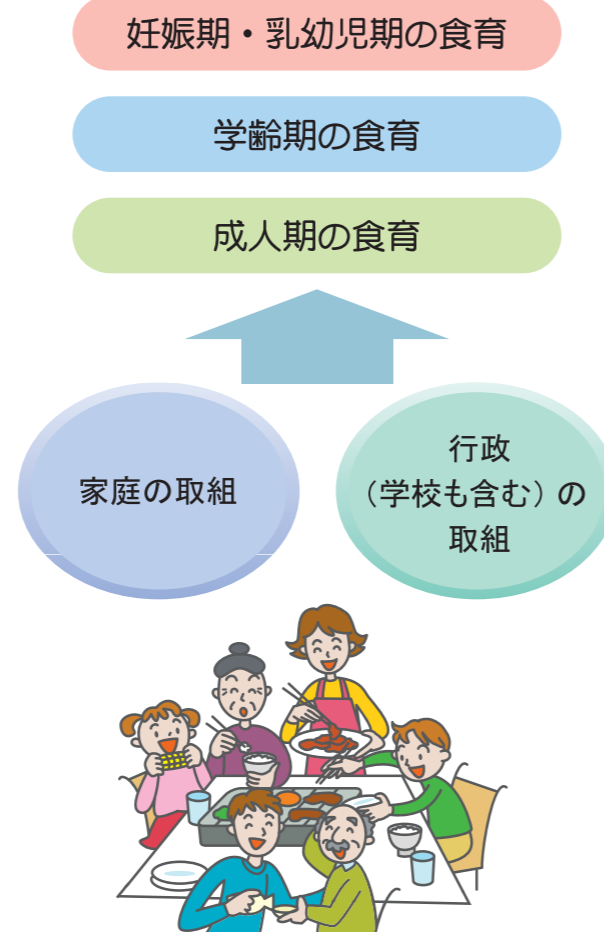 妊娠期・乳幼児期の食育
学齢期の食育
成人期の食育
家庭の取組
行政
（学校も含む）の
取組